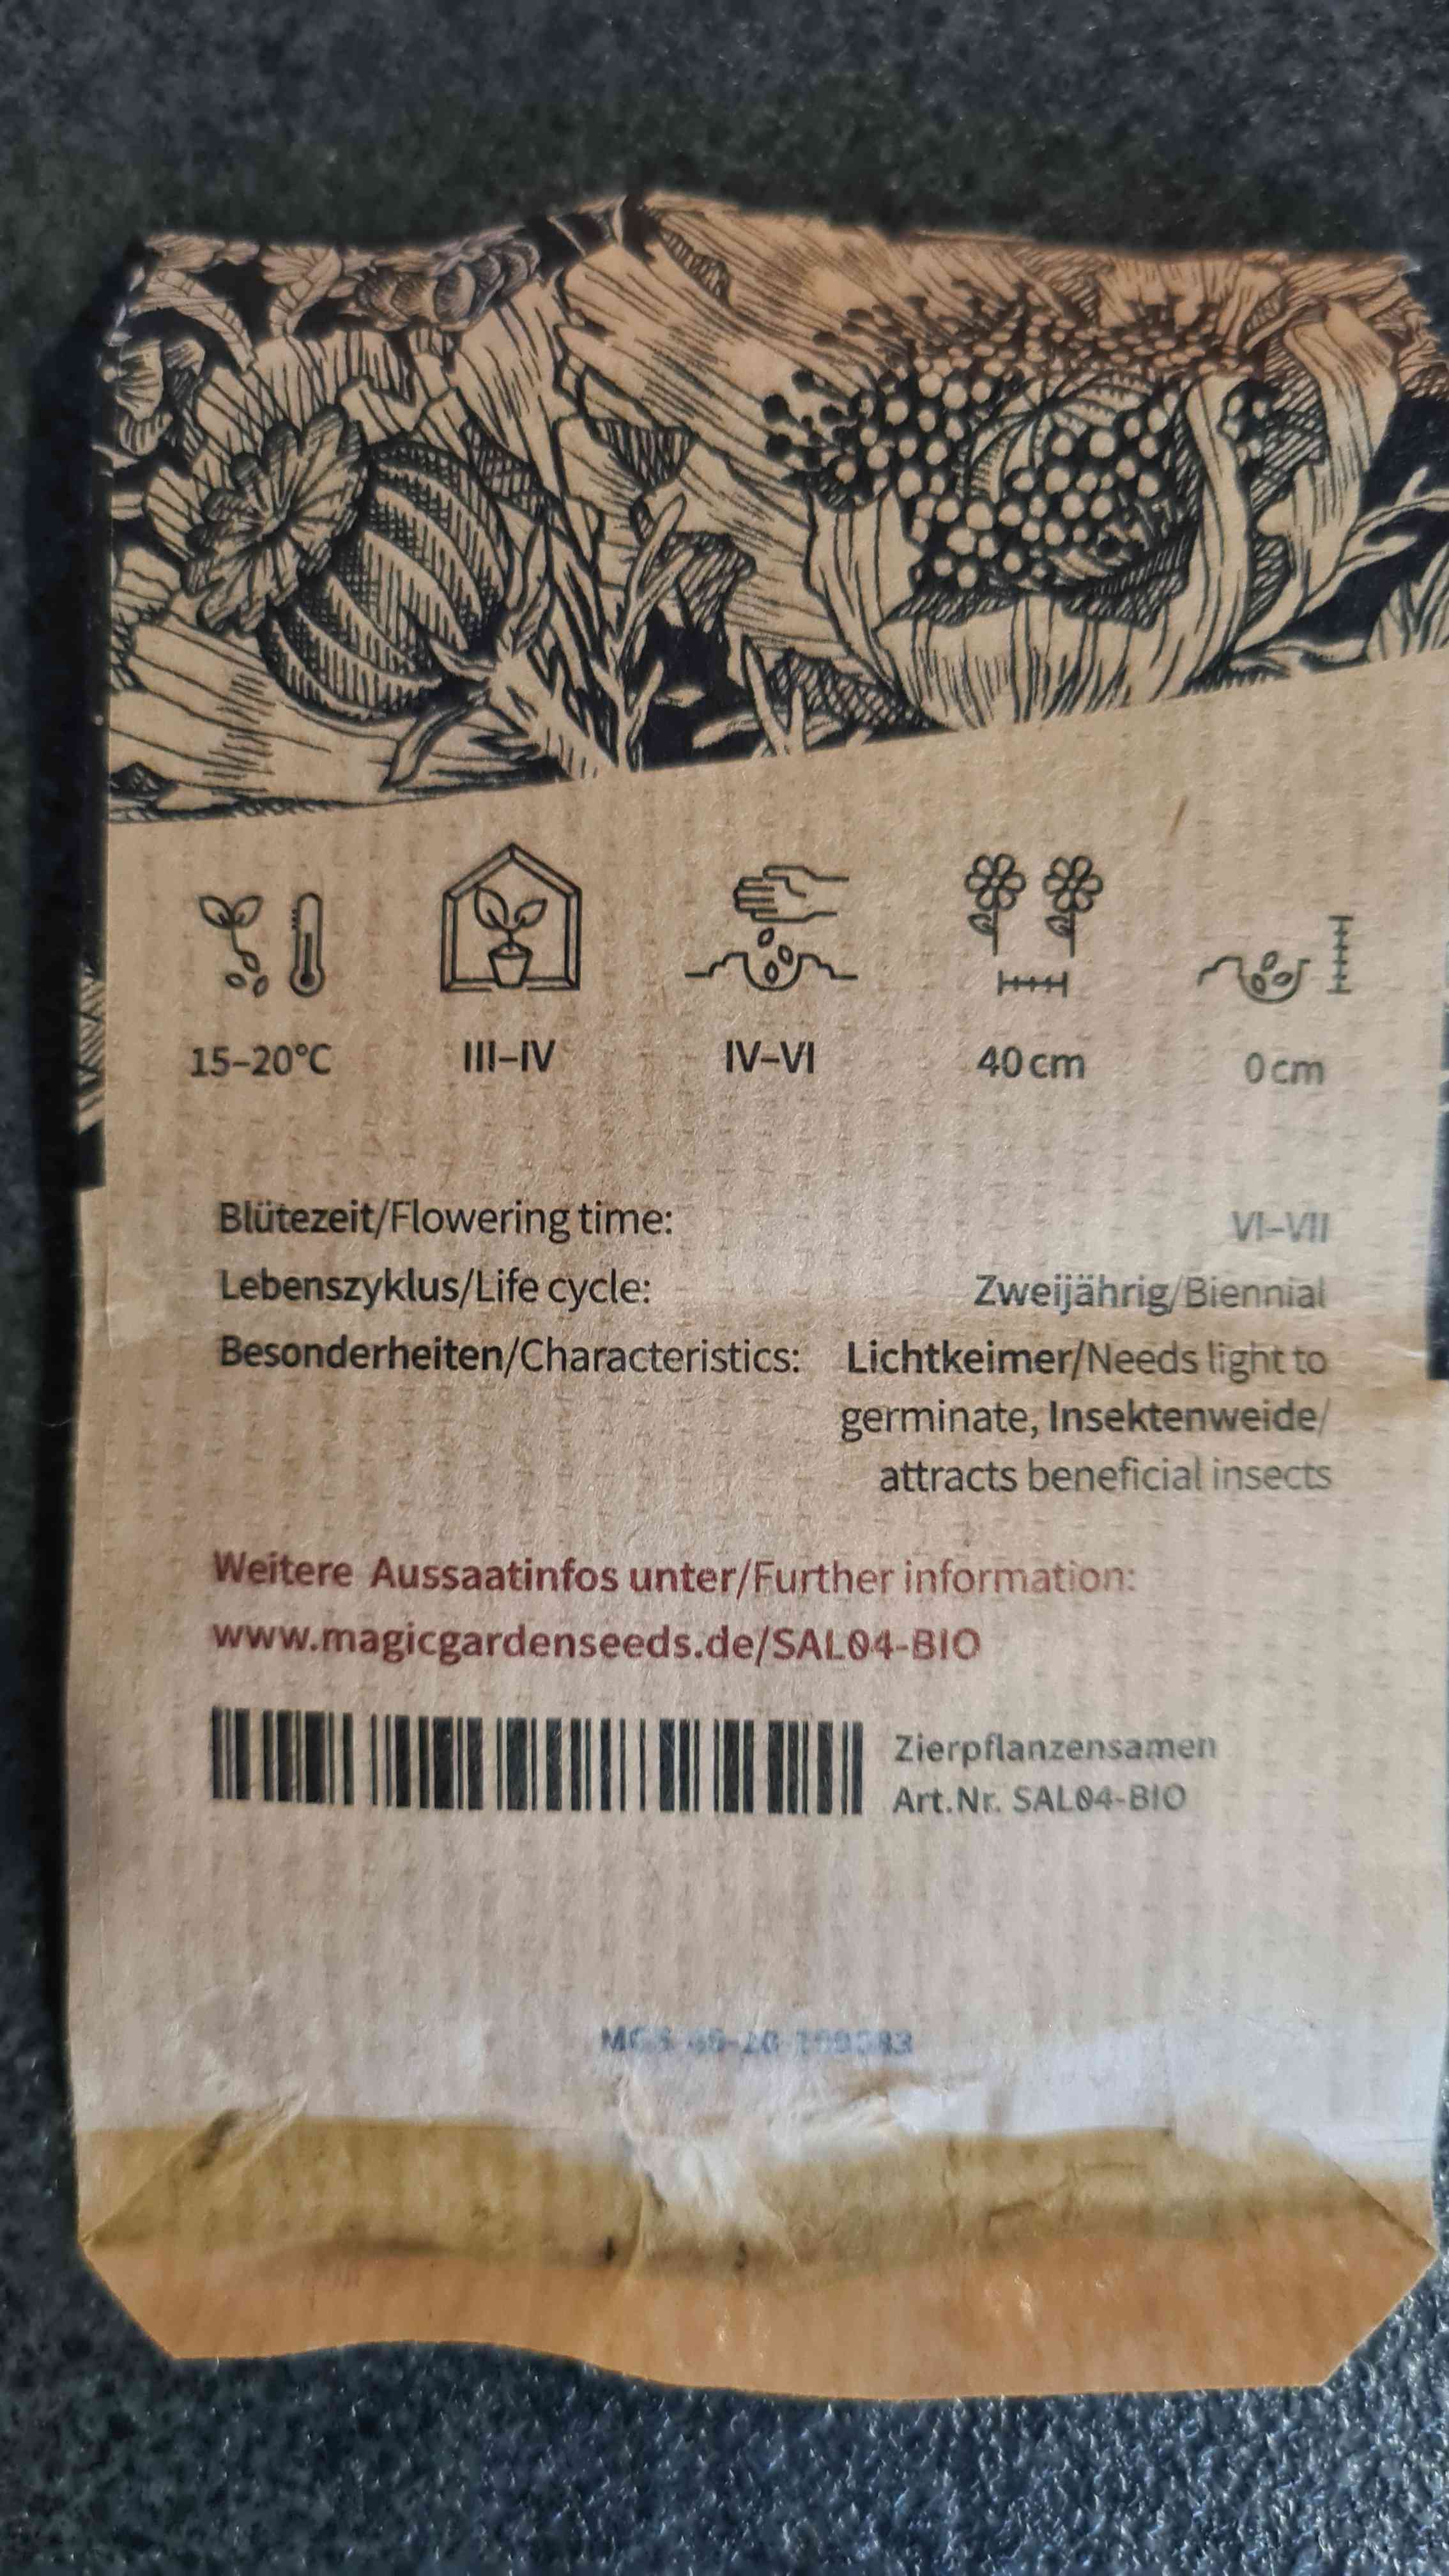 15–20°C III–IV IV–VI 40 cm 0 cm
Blütezeit/Flowering time: VI–VII
Lebenszyklus/Life cycle: Zweijährig/Biennial
Besonderheiten/Characteristics: Lichtkeimer/Needs light to
germinate, Insektenweide/
attracts beneficial insects
Weitere Aussaatinfos unter/Further information:
www.magicgardenseeds.de/SAL04-BIO
Zierpflanzensamen
Art.Nr. SAL04-BIO